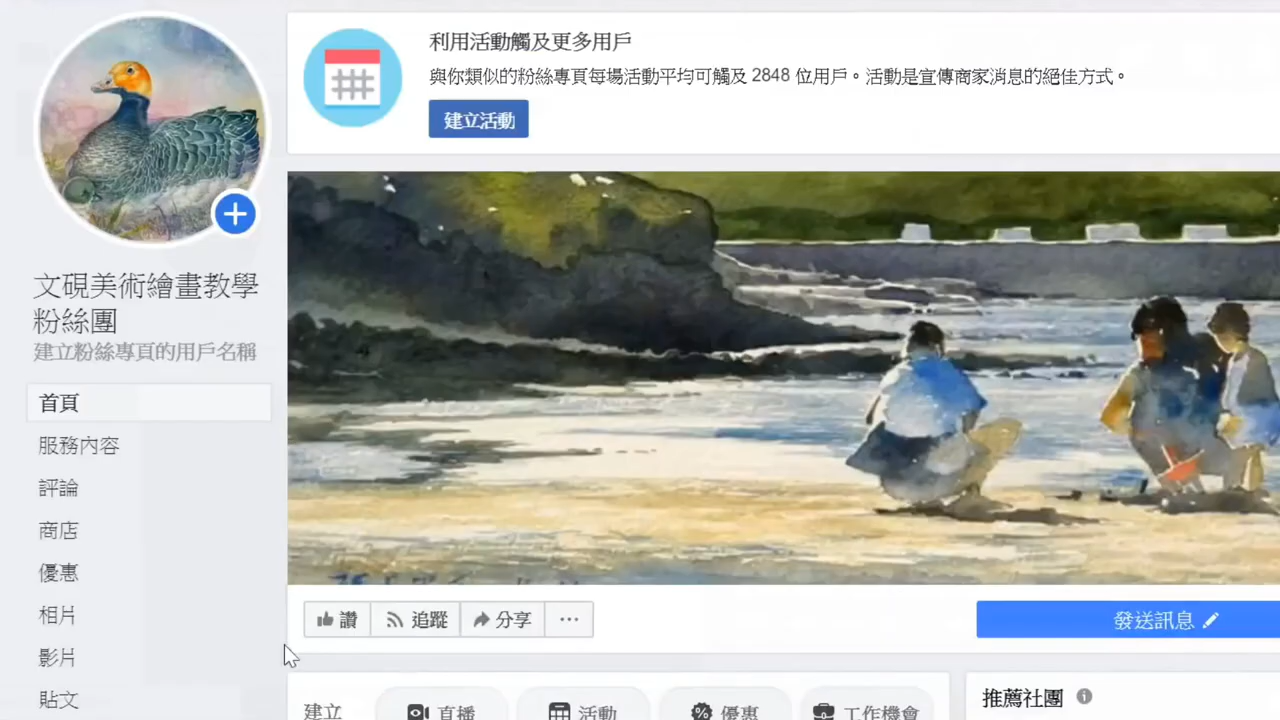 利用活動觸及更多用戶
與你類似的粉絲專頁每場活動平均可觸及 2848 位用戶。活動是宣傳商家消息的絕佳方式。
建立活動
文硯美術繪畫教學
粉絲團
建立粉絲專頁的用戶名稱
首頁
服務內容
評論
商店
優惠
相片
影片
貼文
讚
追蹤
分享
...
發送訊息
建立
直播
活動
優惠
工作機會
推薦社團